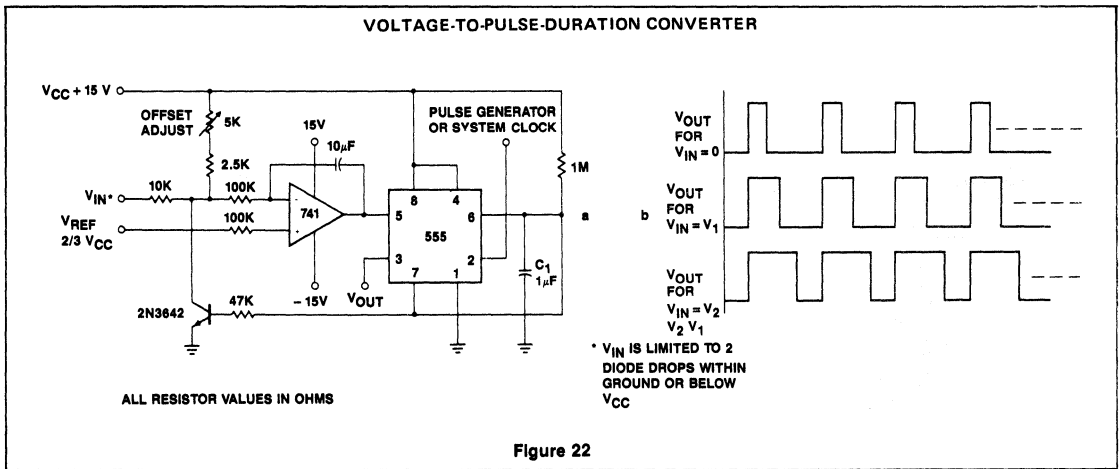 VOLTAGE-TO-PULSE-DURATION CONVERTER
VCC + 15 V
OFFSET
ADJUST
5K
2.5K
15V
10μF
PULSE GENERATOR
OR SYSTEM CLOCK
1M
VIN*
10K
100K
VREF
2/3 VCC
100K
741
-
+
- 15V
5
8
4
6
555
3
2
7
1
VOUT
C1
1μF
2N3642
47K
ALL RESISTOR VALUES IN OHMS
a
b
VOUT
FOR
VIN = 0
VOUT
FOR
VIN = V1
VOUT
FOR
VIN = V2
V2 V1
* VIN IS LIMITED TO 2
DIODE DROPS WITHIN
GROUND OR BELOW
VCC
Figure 22